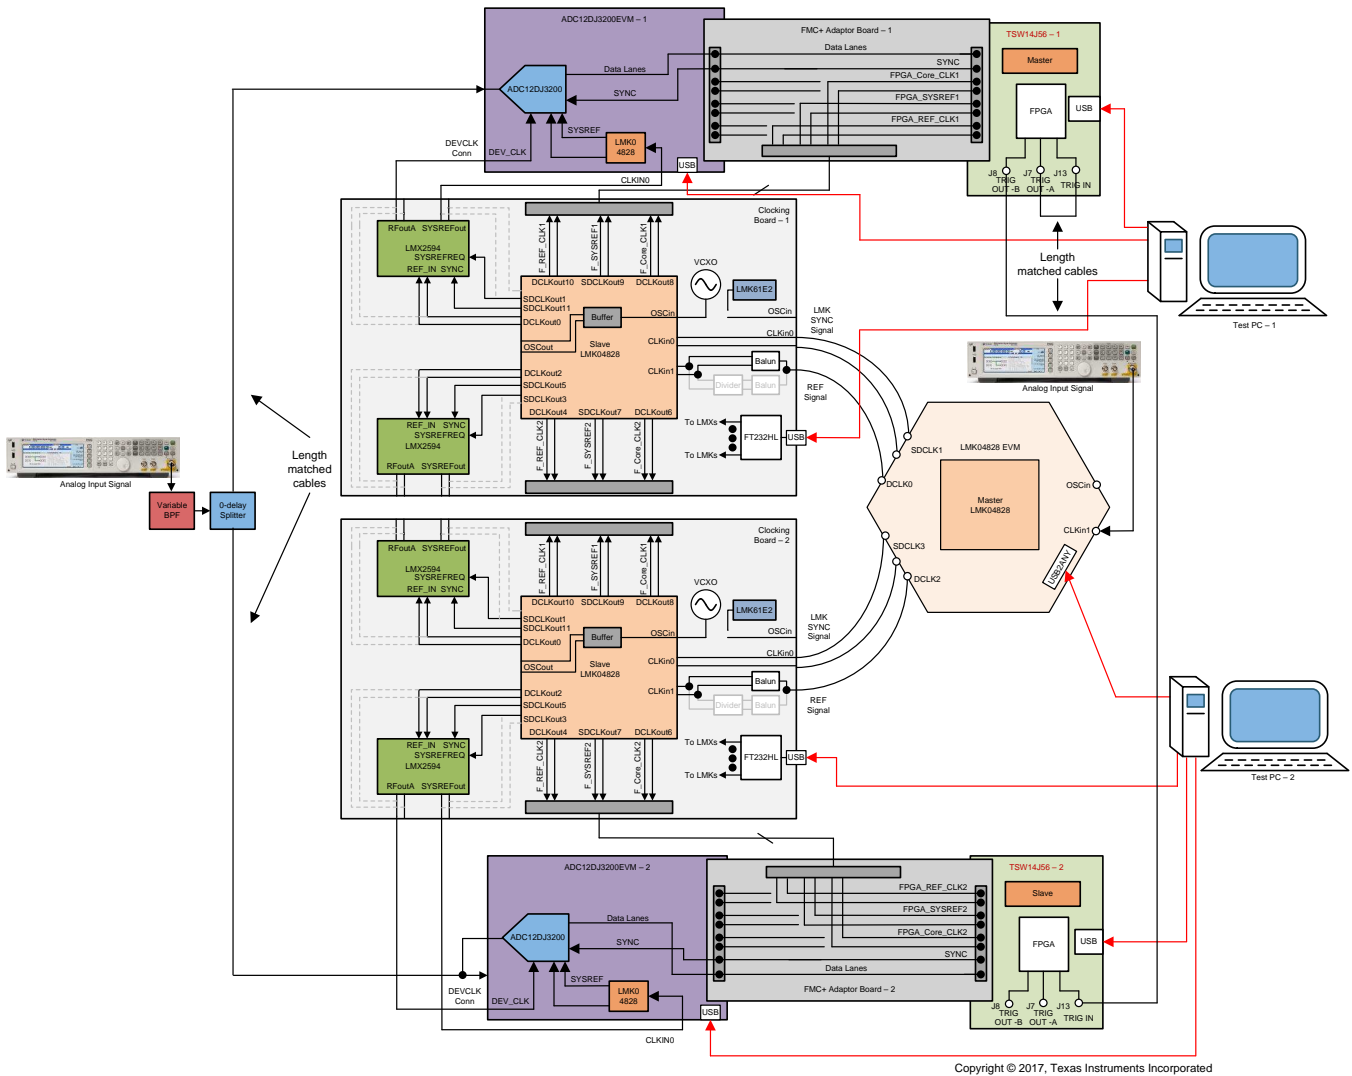 ADC12DJ3200EVM – 1
FMC+ Adaptor Board – 1
TSW14J56 – 1
Data Lanes
Master
SYNC
Data Lanes
FPGA_Core_CLK1
ADC12DJ3200
SYNC
FPGA_SYSREF1
USB
FPGA
FPGA_REF_CLK1
SYSREF
DEVCLK
Conn
DEV_CLK
LMK0
4828
USB
CLKIN0
J8
TRIG
OUT -B
J7
TRIG
OUT -A
J13
TRIG IN
Clocking
Board – 1
RFoutA SYSREFout
LMX2594
SYSREFREQ
REF_IN SYNC
F_REF_CLK1
F_SYSREF1
F_Core_CLK1
DCLKout10 SDCLKout9 DCLKout8
SDCLKout1
SDCLKout11
DCLKout0
Buffer
OSCin
OSCout
Slave
LMK04828
CLKin0
CLKin1
DCLKout2
SDCLKout5
SDCLKout3
DCLKout4 SDCLKout7 DCLKout6
F_REF_CLK2
F_SYSREF2
F_Core_CLK2
REF_IN SYNC
SYSREFREQ
LMX2594
RFoutA SYSREFout
VCXO
LMK61E2
OSCin
CLKin0
Balun
Divider
Balun
To LMXs
To LMKs
FT232HL
USB
LMK
SYNC
Signal
REF
Signal
Length
matched cables
Test PC – 1
Analog Input Signal
Analog Input Signal
Variable
BPF
0-delay
Splitter
Length
matched
cables
LMK04828 EVM
Master
LMK04828
SDCLK1
DCLK0
SDCLK3
DCLK2
OSCin
CLKin1
USB2ANY
Clocking
Board – 2
RFoutA SYSREFout
LMX2594
SYSREFREQ
REF_IN SYNC
F_REF_CLK1
F_SYSREF1
F_Core_CLK1
DCLKout10 SDCLKout9 DCLKout8
SDCLKout1
SDCLKout11
DCLKout0
Buffer
OSCin
OSCout
Slave
LMK04828
CLKin0
CLKin1
DCLKout2
SDCLKout5
SDCLKout3
DCLKout4 SDCLKout7 DCLKout6
F_REF_CLK2
F_SYSREF2
F_Core_CLK2
REF_IN SYNC
SYSREFREQ
LMX2594
RFoutA SYSREFout
VCXO
LMK61E2
OSCin
CLKin0
Balun
Divider
Balun
To LMXs
To LMKs
FT232HL
USB
LMK
SYNC
Signal
REF
Signal
Test PC – 2
ADC12DJ3200EVM – 2
TSW14J56 – 2
FPGA_REF_CLK2
Slave
FPGA_SYSREF2
Data Lanes
ADC12DJ3200
SYNC
FPGA_Core_CLK2
FPGA
USB
SYNC
Data Lanes
SYSREF
DEVCLK
Conn
DEV_CLK
LMK0
4828
FMC+ Adaptor Board – 2
USB
CLKIN0
J8
TRIG
OUT -B
J7
TRIG
OUT -A
J13
TRIG IN
Copyright © 2017, Texas Instruments Incorporated